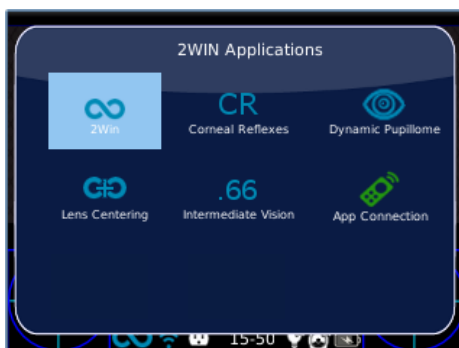 2WIN Applications
CR
2Win
Corneal Reflexes
Dynamic Pupillome
.66
Lens Centering
Intermediate Vision
App Connection
15-50